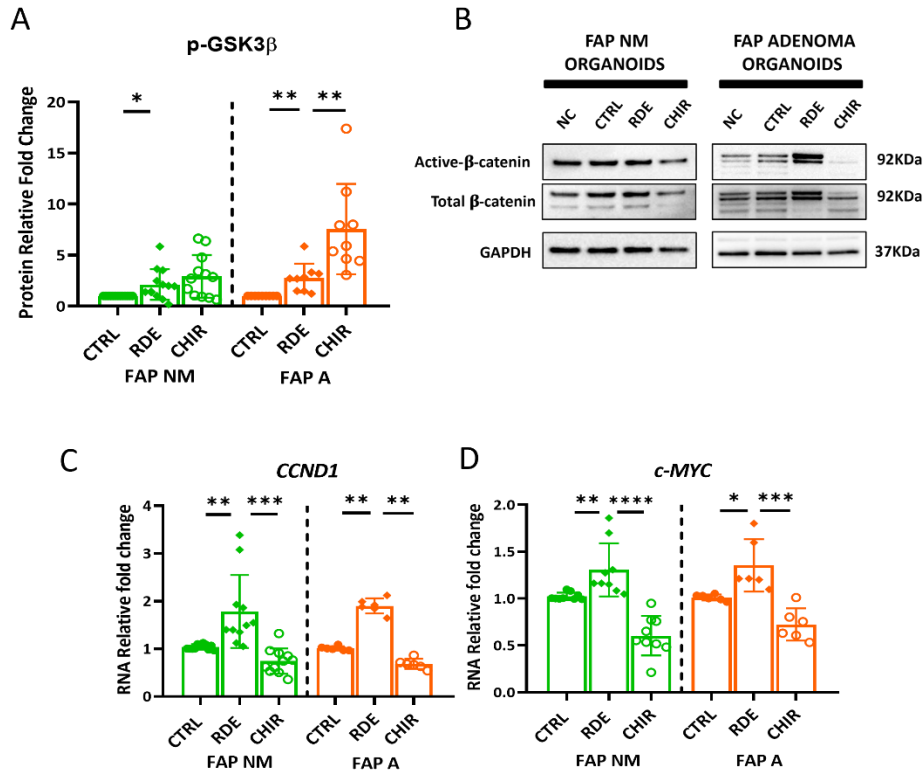 A
p-GSK3β
Protein Relative Fold Change
20
15
10
5
0
*
**
**
CTRL
RDE
CHIR
CTRL
RDE
CHIR
FAP NM
FAP A
B
FAP NM
ORGANOIDS
FAP ADENOMA
ORGANOIDS
NC
CTRL
RDE
CHIR
NC
CTRL
RDE
CHIR
Active-β-catenin
92KDa
Total β-catenin
92KDa
GAPDH
37KDa
C
CCND1
RNA Relative fold change
4
3
2
1
0
**
***
**
**
CTRL
RDE
CHIR
CTRL
RDE
CHIR
FAP NM
FAP A
D
c-MYC
RNA Relative fold change
2.0
1.5
1.0
0.5
0.0
**
****
*
***
CTRL
RDE
CHIR
CTRL
RDE
CHIR
FAP NM
FAP A